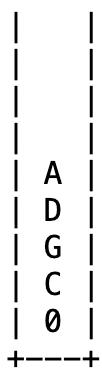 |    |
|    |
|    |
|    |
| A  |
| D  |
| G  |
| C  |
| 0  |
+----+